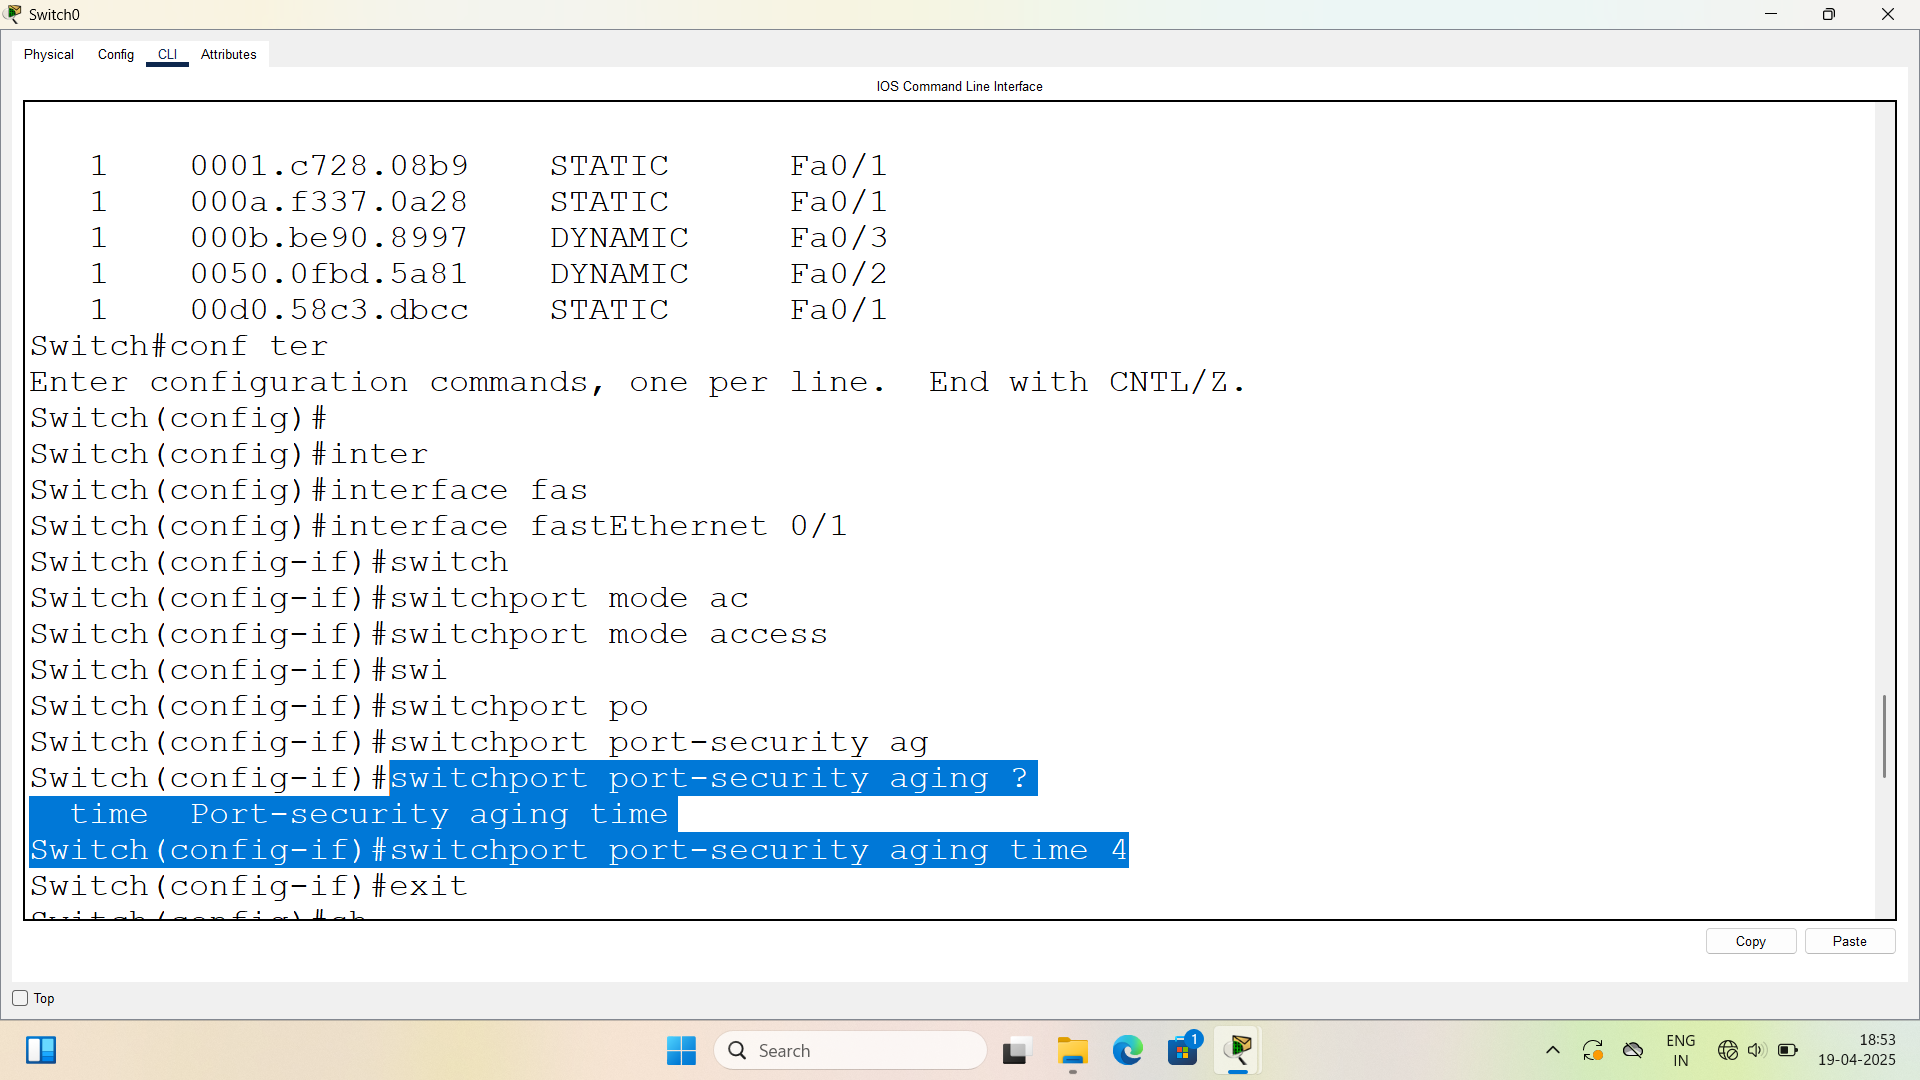 Switch0
Physical Config CLI Attributes
IOS Command Line Interface
1 0001.c728.08b9 STATIC Fa0/1
1 000a.f337.0a28 STATIC Fa0/1
1 000b.be90.8997 DYNAMIC Fa0/3
1 0050.0fbd.5a81 DYNAMIC Fa0/2
1 00d0.58c3.dbcc STATIC Fa0/1
Switch#conf ter
Enter configuration commands, one per line. End with CNTL/Z.
Switch(config)#
Switch(config)#inter
Switch(config)#interface fas
Switch(config)#interface fastEthernet 0/1
Switch(config-if)#switch
Switch(config-if)#switchport mode ac
Switch(config-if)#switchport mode access
Switch(config-if)#swi
Switch(config-if)#switchport po
Switch(config-if)#switchport port-security ag
Switch(config-if)#switchport port-security aging ?
time Port-security aging time
Switch(config-if)#switchport port-security aging time 4
Switch(config-if)#exit
Switch(config)#sh
Copy Paste
Top
Search
1
ENG
IN
18:53
19-04-2025